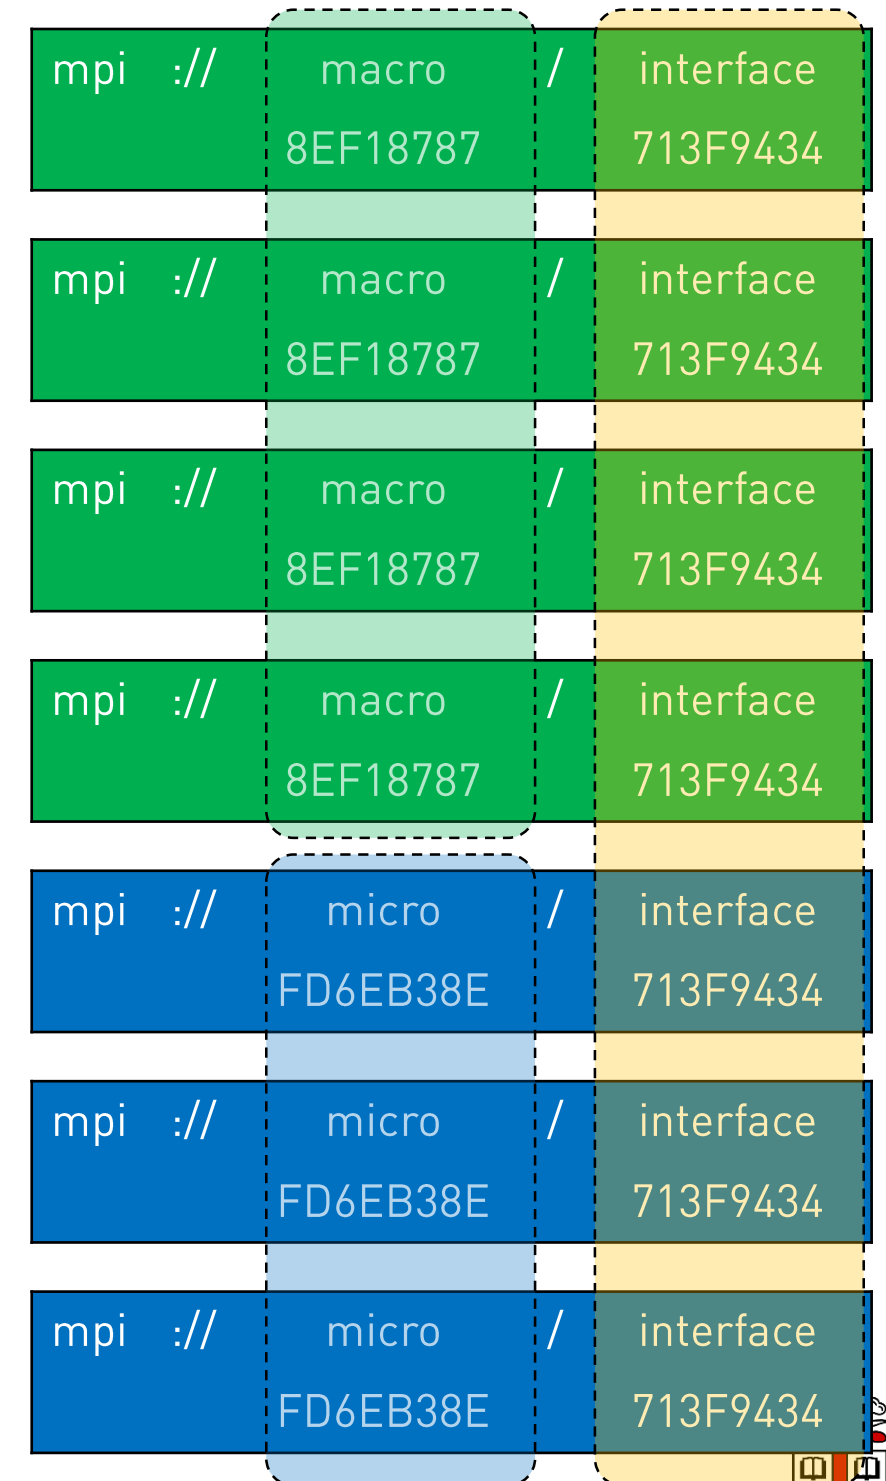 mpi :// macro / interface
8EF18787 713F9434
mpi :// macro / interface
8EF18787 713F9434
mpi :// macro / interface
8EF18787 713F9434
mpi :// macro / interface
8EF18787 713F9434
mpi :// micro / interface
FD6EB38E 713F9434
mpi :// micro / interface
FD6EB38E 713F9434
mpi :// micro / interface
FD6EB38E 713F9434